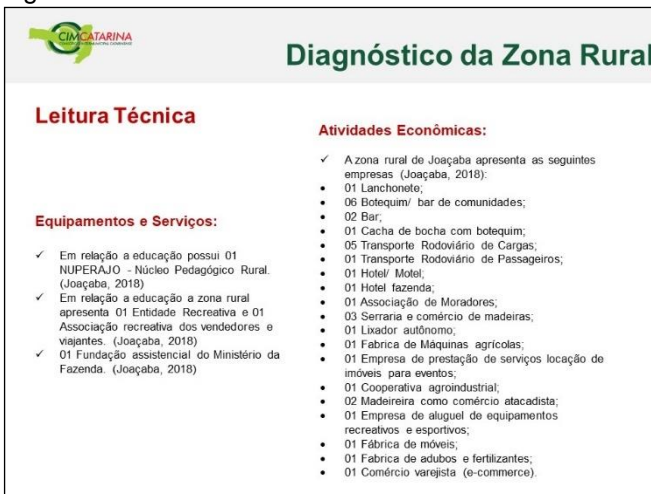 CIMCATARINA
Diagnóstico da Zona Rural
Leitura Técnica
Equipamentos e Serviços:
✓ Em relação a educação possui 01
NUPERAJO - Núcleo Pedagógico Rural.
(Joaçaba, 2018)
✓ Em relação a educação a zona rural
apresenta 01 Entidade Recreativa e 01
Associação recreativa dos vendedores e
viajantes. (Joaçaba, 2018)
✓ 01 Fundação assistencial do Ministério da
Fazenda. (Joaçaba, 2018)
Atividades Econômicas:
✓ A zona rural de Joaçaba apresenta as seguintes
empresas (Joaçaba, 2018):
• 01 Lanchonete;
• 06 Botequim/ bar de comunidades;
• 02 Bar;
• 01 Cacha de bocha com botequim;
• 05 Transporte Rodoviário de Cargas;
• 01 Transporte Rodoviário de Passageiros;
• 01 Hotel/ Motel;
• 01 Hotel fazenda;
• 01 Associação de Moradores;
• 03 Serraria e comércio de madeiras;
• 01 Lixador autônomo;
• 01 Fabrica de Máquinas agrícolas;
• 01 Empresa de prestação de serviços locação de
imóveis para eventos;
• 01 Cooperativa agroindustrial;
• 02 Madeireira como comércio atacadista;
• 01 Empresa de aluguel de equipamentos
recreativos e esportivos;
• 01 Fábrica de móveis;
• 01 Fabrica de adubos e fertilizantes;
• 01 Comércio varejista (e-commerce).